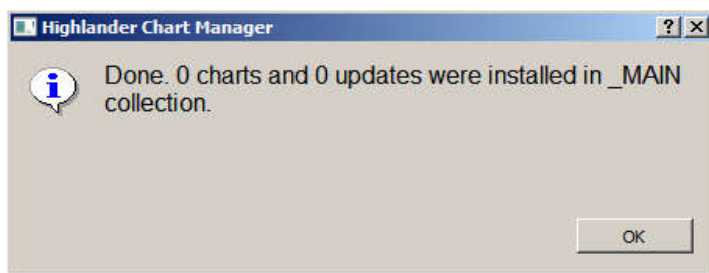 Highlander Chart Manager
Done. 0 charts and 0 updates were installed in _MAIN
collection.
OK